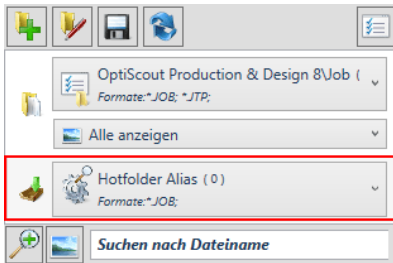 OptiScout Production & Design 8\Job (
Formate:*.JOB; *.JTP;
Alle anzeigen
Hotfolder Alias ( 0 )
Formate:*.JOB;
Suchen nach Dateiname